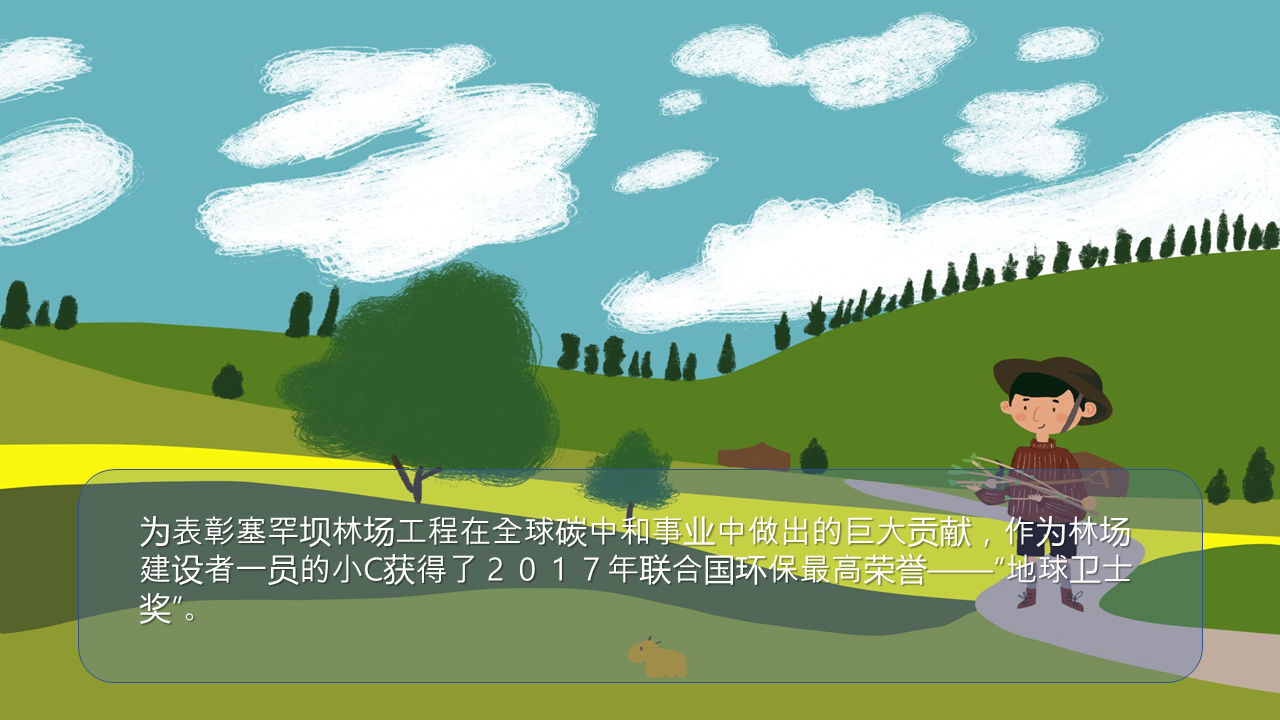 为表彰塞罕坝林场工程在全球碳中和事业中做出的巨大贡献，作为林场
建设者一员的小C获得了２０１７年联合国环保最高荣誉——“地球卫士
奖”。